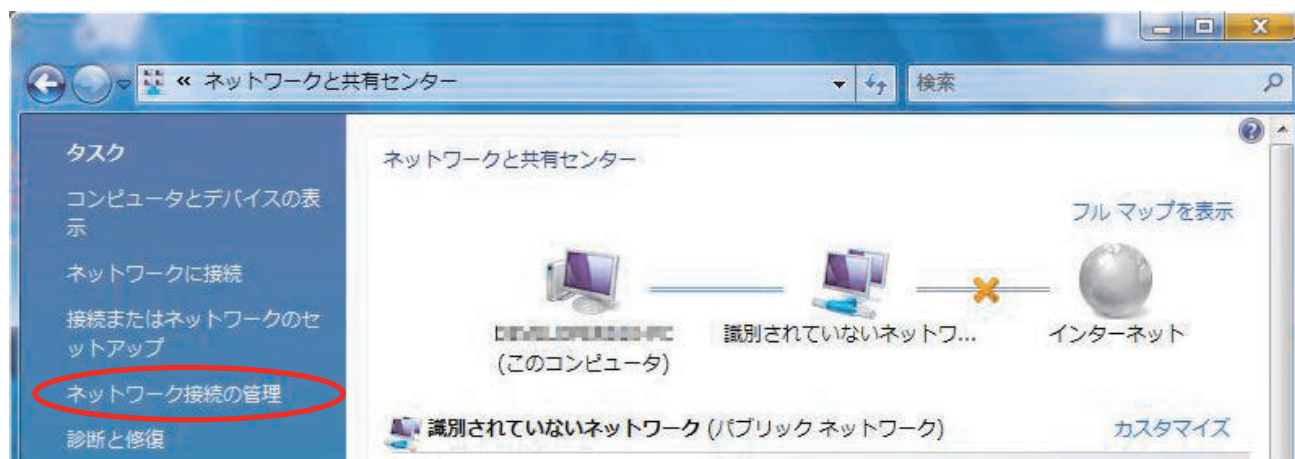 « ネットワークと共有センター
検索
タスク
コンピュータとデバイスの表
示
ネットワークに接続
接続またはネットワークのセ
ットアップ
ネットワーク接続の管理
診断と修復
ネットワークと共有センター
フル マップを表示
(このコンピュータ)
識別されていないネットワ...
インターネット
識別されていないネットワーク (パブリック ネットワーク)
カスタマイズ